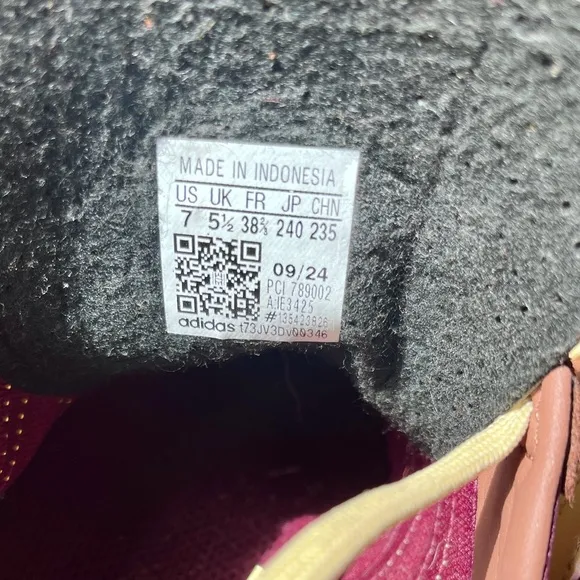 MADE IN INDONESIA
US UK FR JP CHN
7 5½ 38⅔ 240 235
09/24
PCI 789002
AJE3425
adidas t73JV3Dv00346